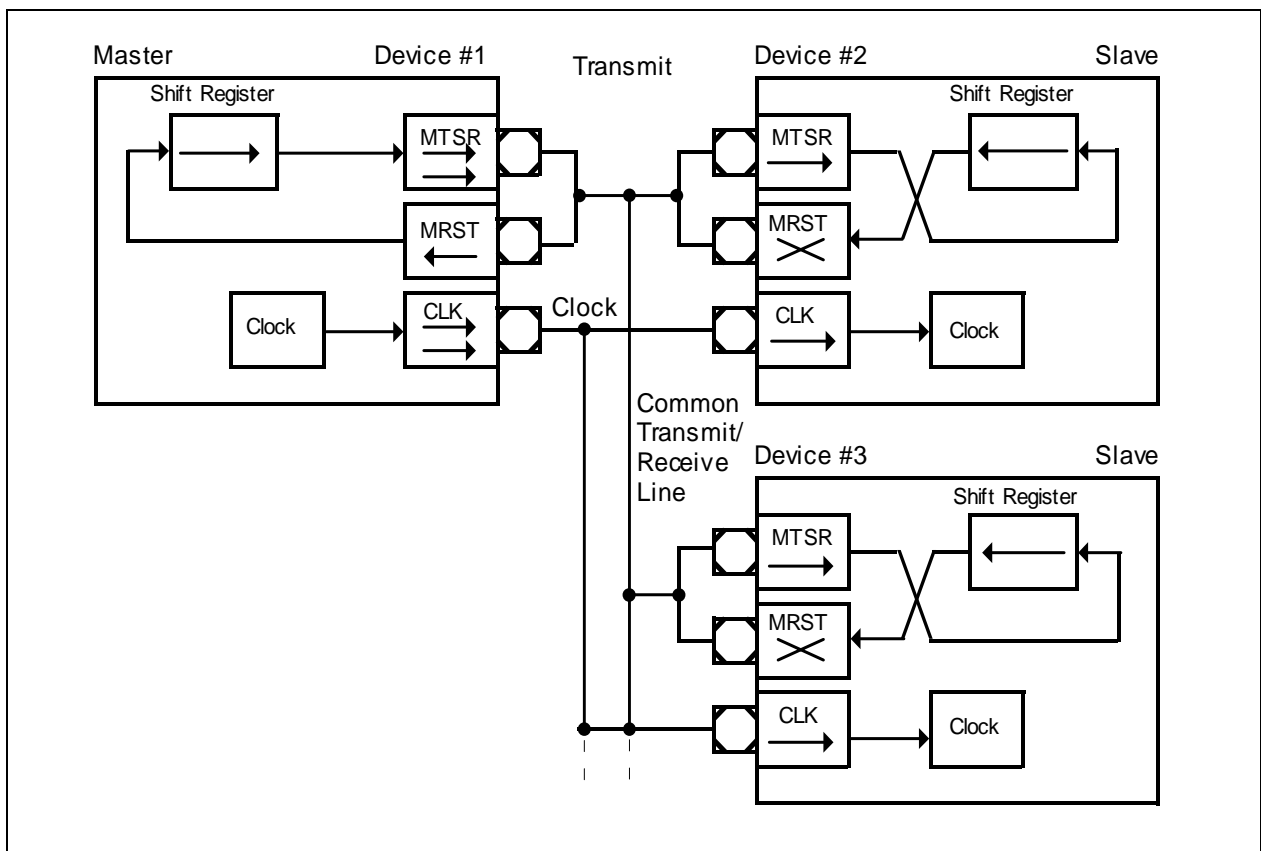 Master
Device #1
Transmit
Device #2
Slave
Shift Register
Shift Register
MTSR
MTSR
MRST
MRST
Clock
CLK
Clock
CLK
Clock
Common
Transmit/
Receive
Line
Device #3
Slave
Shift Register
MTSR
MRST
CLK
Clock